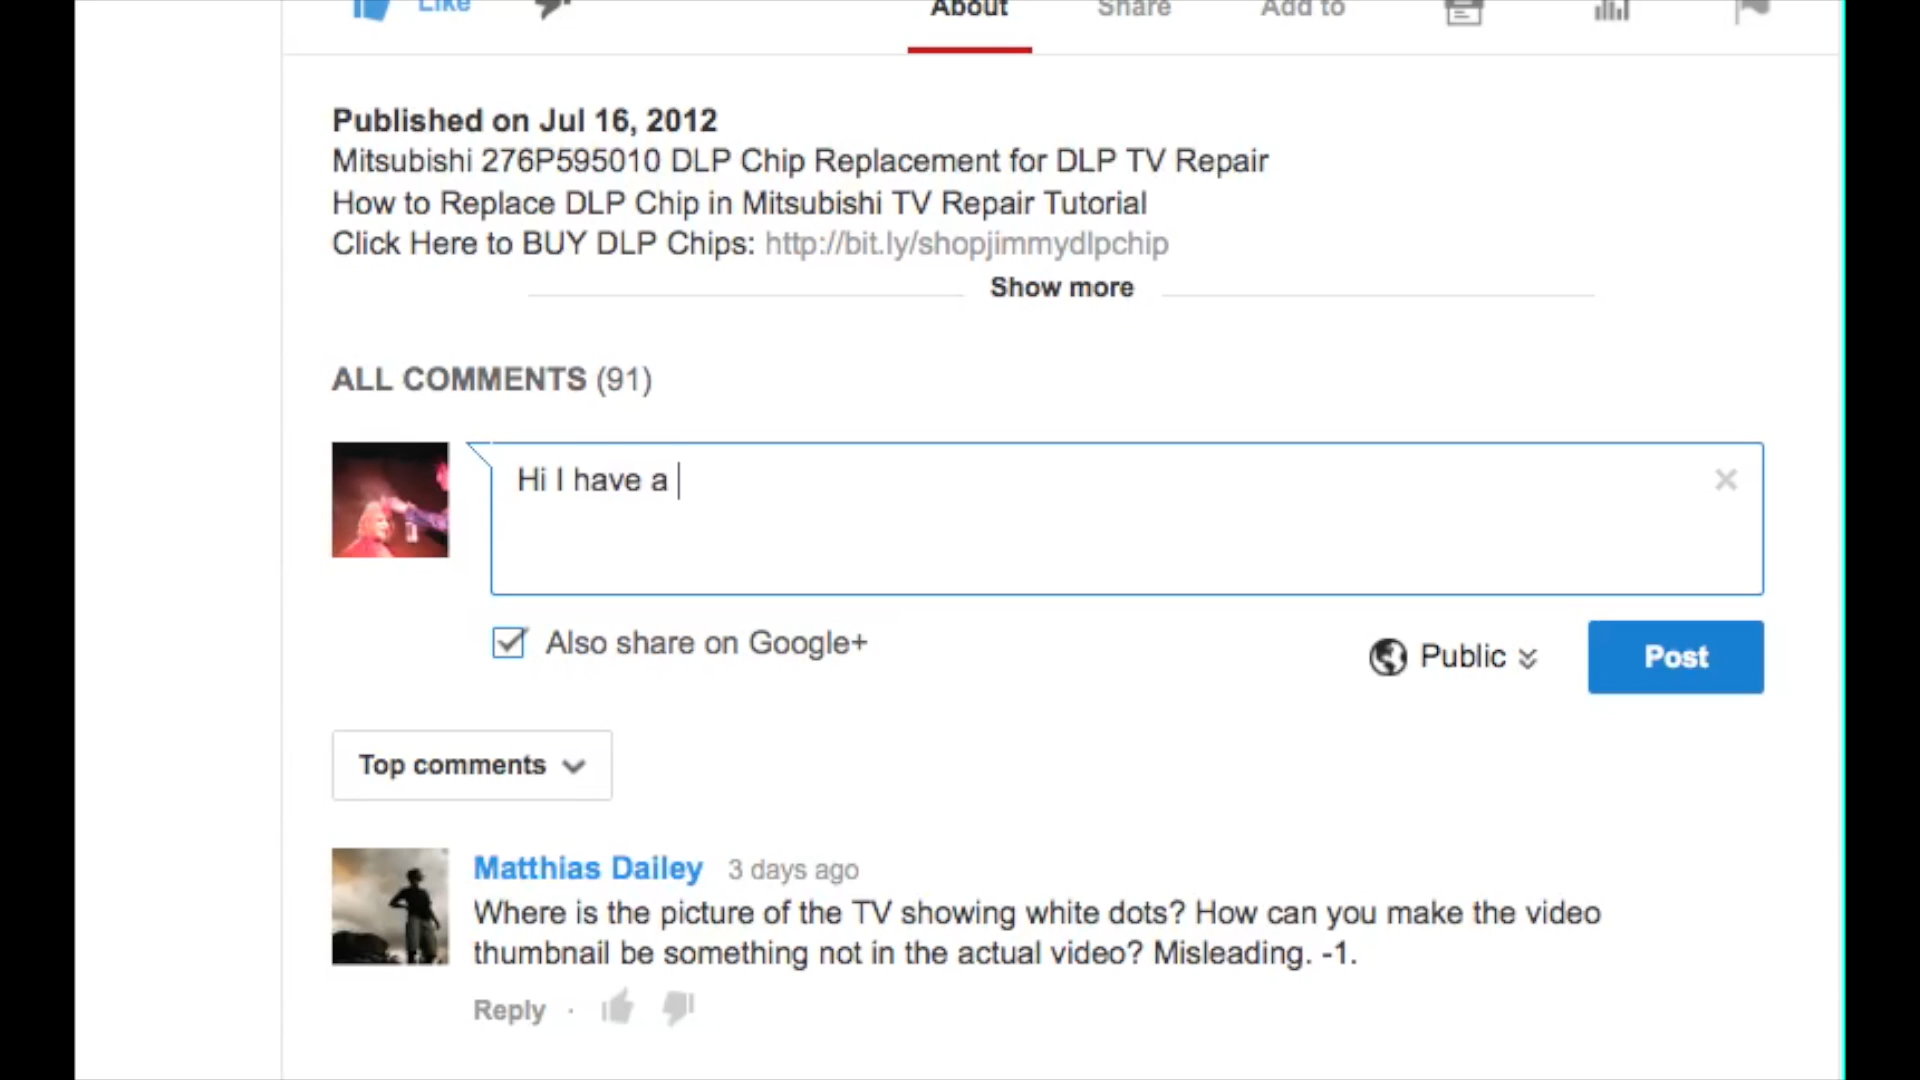 Like
About Share Add to
Published on Jul 16, 2012
Mitsubishi 276P595010 DLP Chip Replacement for DLP TV Repair
How to Replace DLP Chip in Mitsubishi TV Repair Tutorial
Click Here to BUY DLP Chips: http://bit.ly/shopjimmydlpchip
Show more
ALL COMMENTS (91)
Hi I have a
Also share on Google+
Public
Post
Top comments
Matthias Dailey 3 days ago
Where is the picture of the TV showing white dots? How can you make the video
thumbnail be something not in the actual video? Misleading. -1.
Reply ·